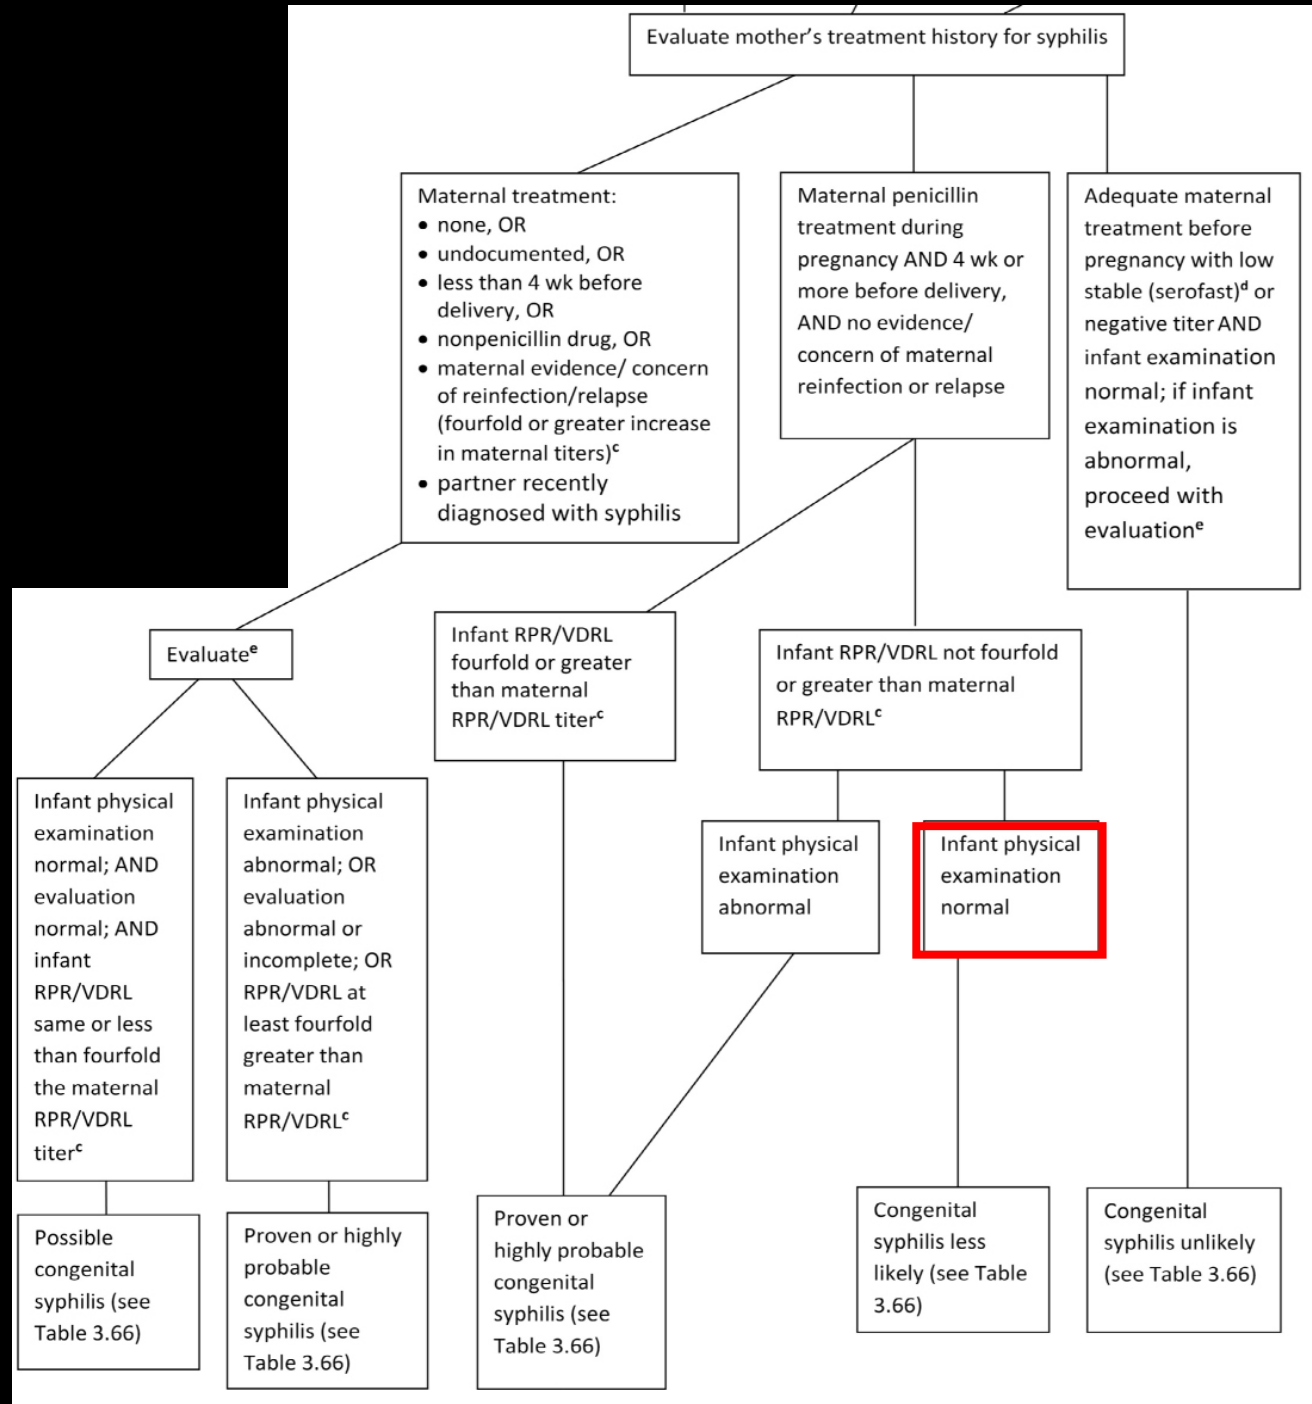 Evaluate mother’s treatment history for syphilis
Maternal treatment:
• none, OR
• undocumented, OR
• less than 4 wk before
delivery, OR
• nonpenicillin drug, OR
• maternal evidence/ concern
of reinfection/relapse
(fourfold or greater increase
in maternal titers)ᶜ
• partner recently
diagnosed with syphilis
Maternal penicillin
treatment during
pregnancy AND 4 wk or
more before delivery,
AND no evidence/
concern of maternal
reinfection or relapse
Adequate maternal
treatment before
pregnancy with low
stable (serofast)ᵈ or
negative titer AND
infant examination
normal; if infant
examination is
abnormal,
proceed with
evaluationᵉ
Evaluateᵉ
Infant RPR/VDRL
fourfold or greater
than maternal
RPR/VDRL titerᶜ
Infant RPR/VDRL not fourfold
or greater than maternal
RPR/VDRLᶜ
Infant physical
examination
normal; AND
evaluation
normal; AND
infant
RPR/VDRL
same or less
than fourfold
the maternal
RPR/VDRL
titerᶜ
Infant physical
examination
abnormal; OR
evaluation
abnormal or
incomplete; OR
RPR/VDRL at
least fourfold
greater than
maternal
RPR/VDRLᶜ
Infant physical
examination
abnormal
Infant physical
examination
normal
Possible
congenital
syphilis (see
Table 3.66)
Proven or highly
probable
congenital
syphilis (see
Table 3.66)
Proven or
highly probable
congenital
syphilis (see
Table 3.66)
Congenital
syphilis less
likely (see Table
3.66)
Congenital
syphilis unlikely
(see Table 3.66)